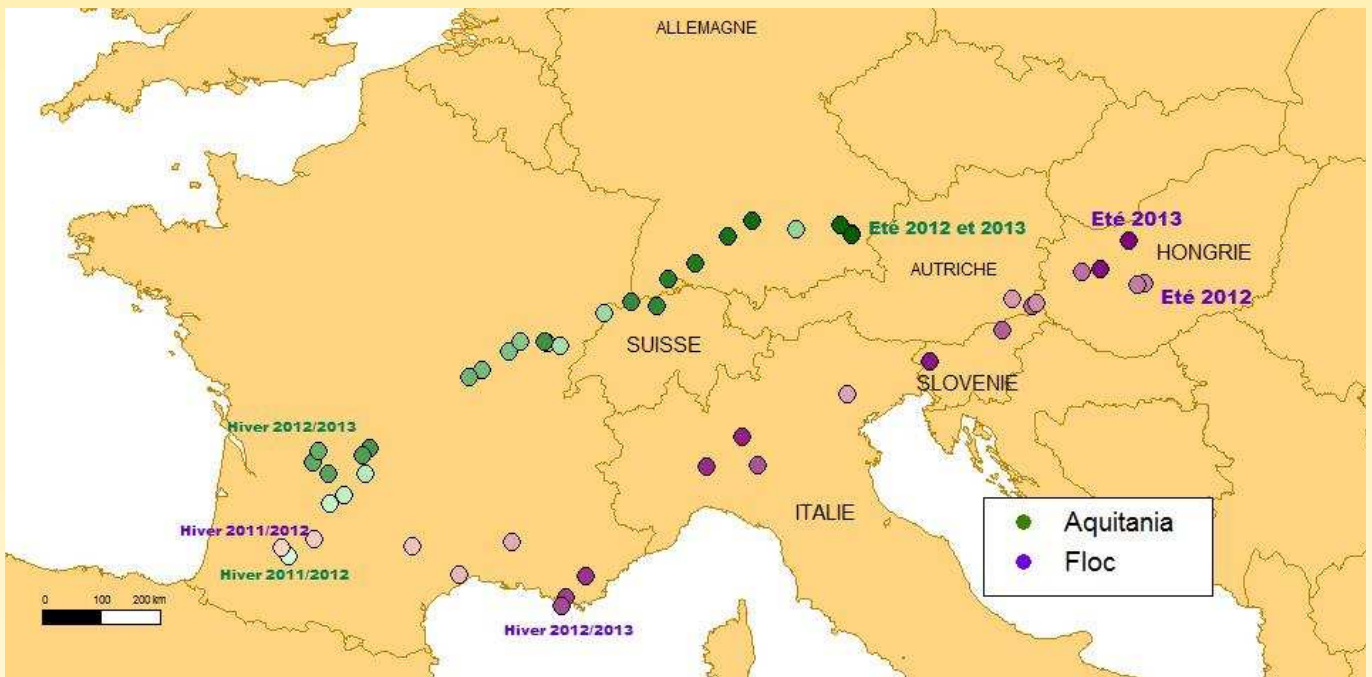 ALLEMAGNE
Eté 2013
Eté 2012 et 2013
HONGRIE
AUTRICHE
Eté 2012
SUISSE
SLOVENIE
Hiver 2012/2013
ITALIE
Aquitania
Floc
Hiver 2011/2012
Hiver 2011/2012
0 100 200 km
Hiver 2012/2013